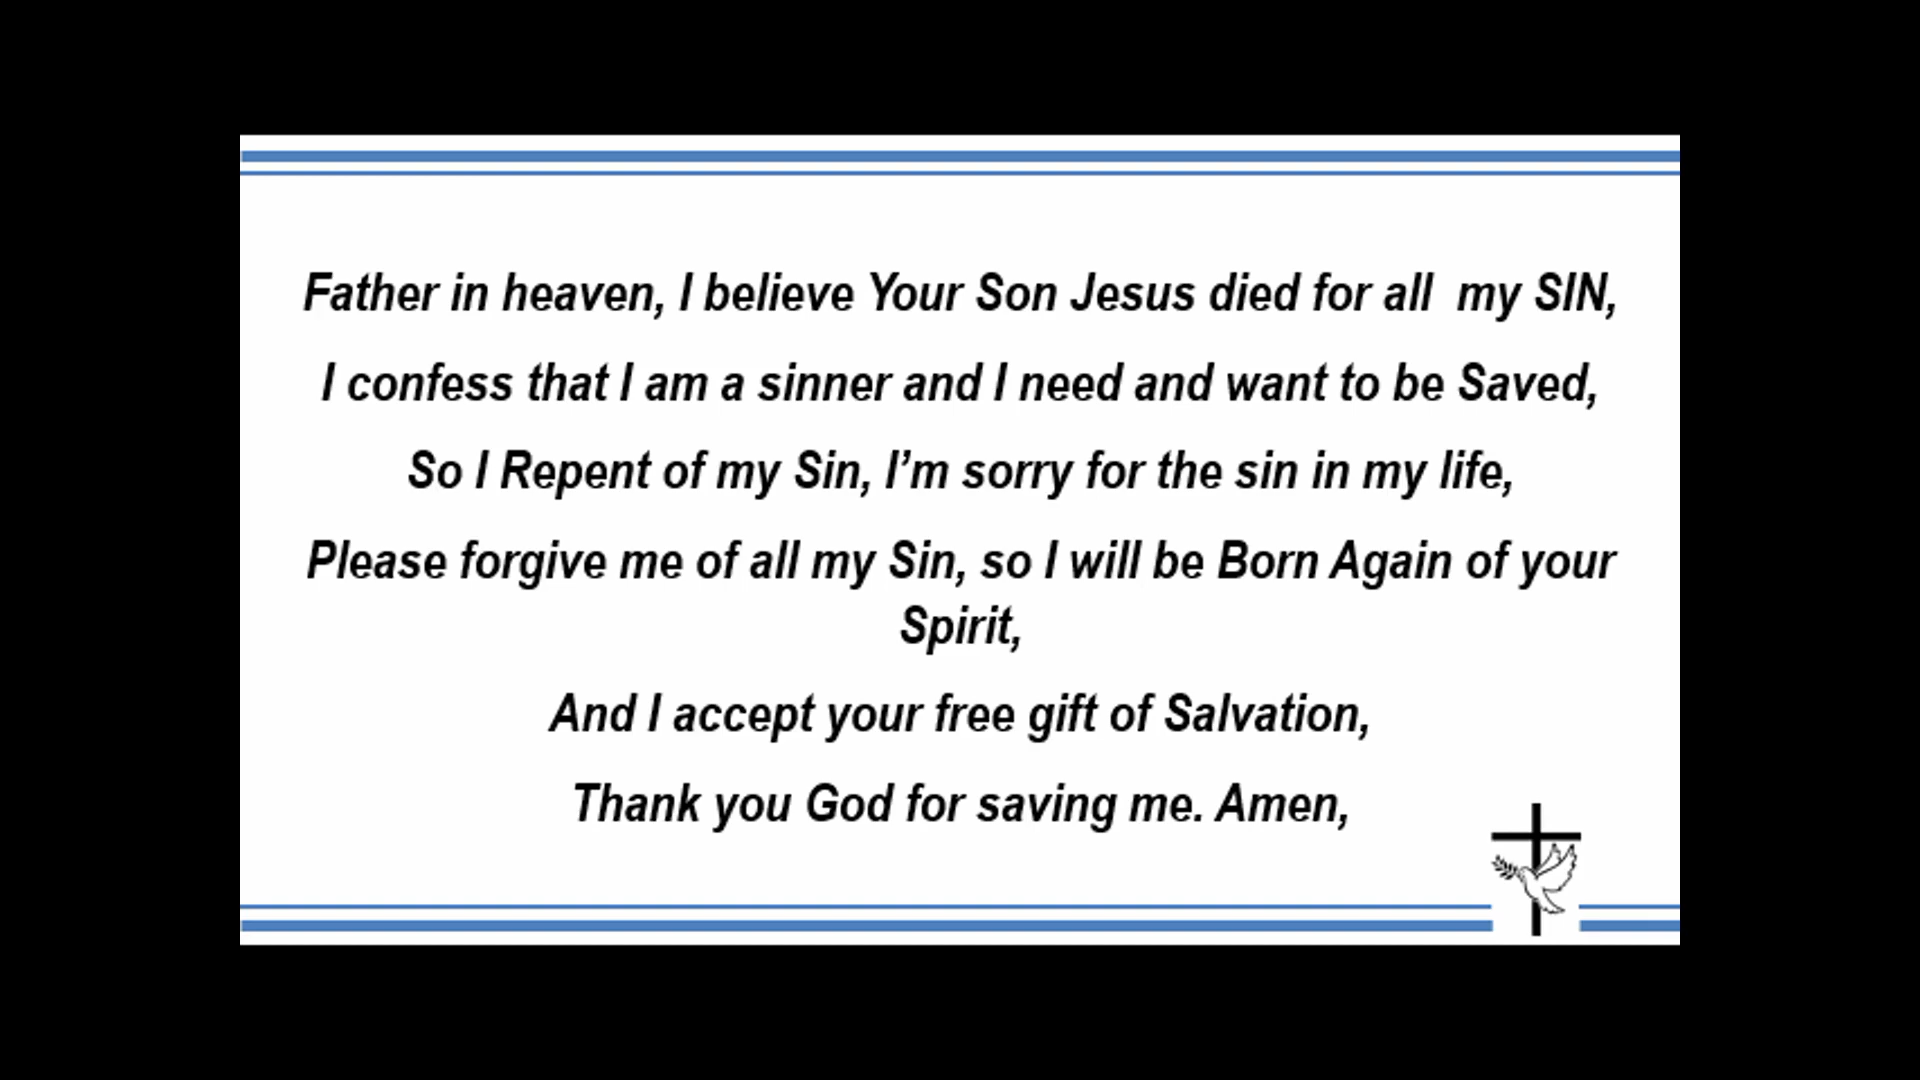 Father in heaven, I believe Your Son Jesus died for all  my SIN,
I confess that I am a sinner and I need and want to be Saved,
So I Repent of my Sin, I’m sorry for the sin in my life,
Please forgive me of all my Sin, so I will be Born Again of your
Spirit,
And I accept your free gift of Salvation,
Thank you God for saving me. Amen,